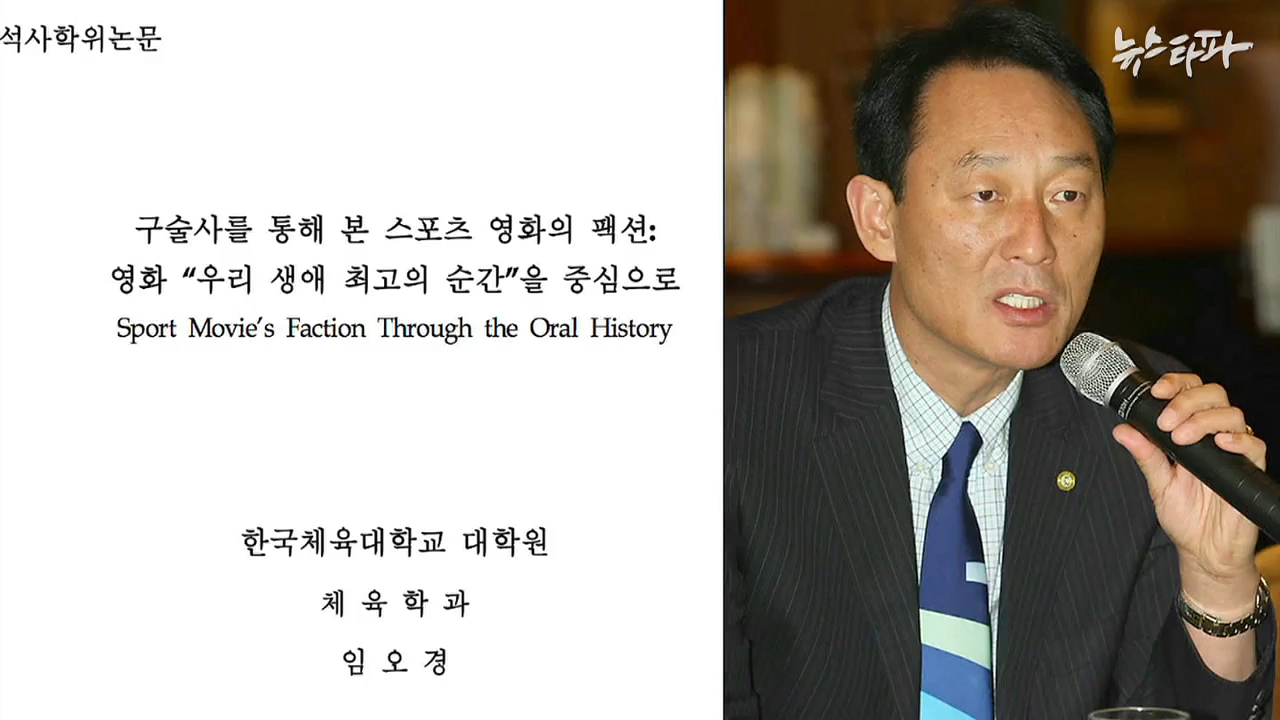 석사학위논문
뉴스타파
구술사를 통해 본 스포츠 영화의 팩션:
영화 “우리 생애 최고의 순간”을 중심으로
Sport Movie’s Faction Through the Oral History
한국체육대학교 대학원
체 육 학 과
임 오 경